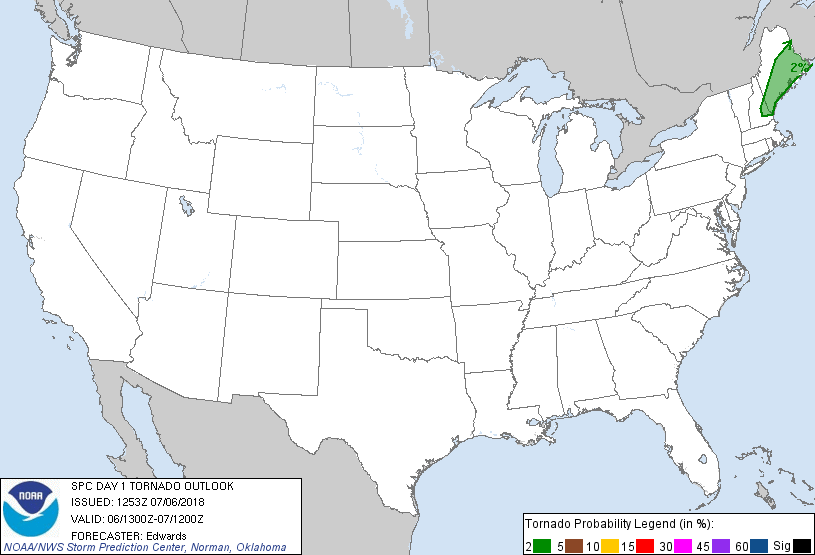 2%
SPC DAY 1 TORNADO OUTLOOK
ISSUED: 1253Z 07/06/2018
VALID: 06/1300Z-07/1200Z
FORECASTER: Edwards
NOAA/NWS Storm Prediction Center, Norman, Oklahoma
NOAA
Tornado Probability Legend (in %):
2 5 10 15 30 45 60 Sig